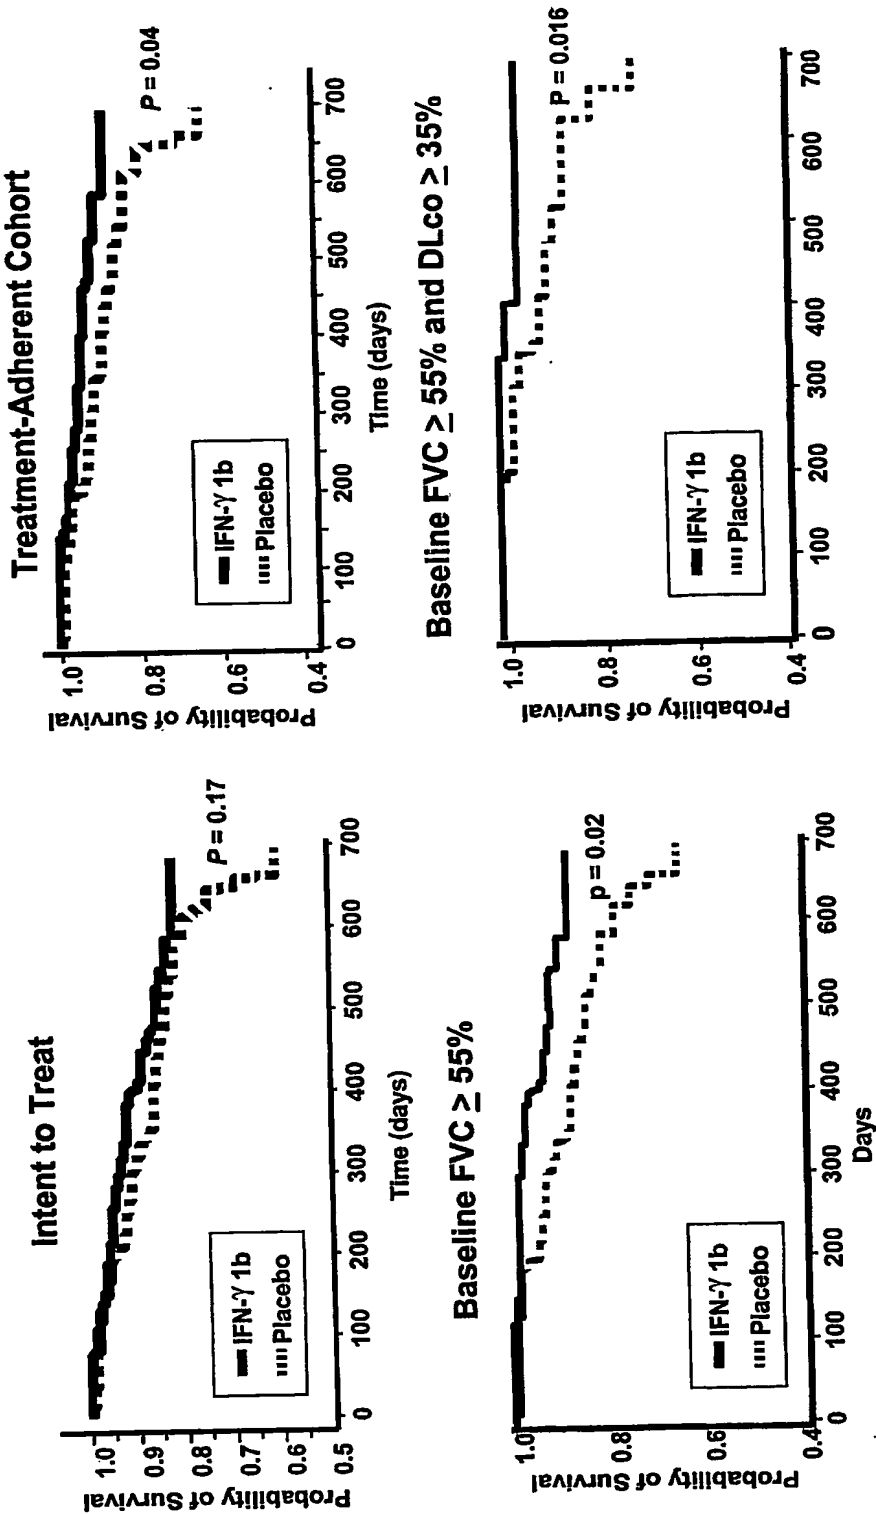 Intent to Treat
Probability of Survival
1.0
0.9
0.8
0.7
0.6
0.5
P = 0.17
IFN-γ 1b
Placebo
0 100 200 300 400 500 600 700
Time (days)
Treatment-Adherent Cohort
Probability of Survival
1.0
0.8
0.6
0.4
P = 0.04
IFN-γ 1b
Placebo
0 100 200 300 400 500 600 700
Time (days)
Baseline FVC ≥ 55%
Probability of Survival
1.0
0.8
0.6
0.4
p = 0.02
IFN-γ 1b
Placebo
0 100 200 300 400 500 600 700
Days
Baseline FVC ≥ 55% and DLco ≥ 35%
Probability of Survival
1.0
0.8
0.6
0.4
P = 0.016
IFN-γ 1b
Placebo
0 100 200 300 400 500 600 700